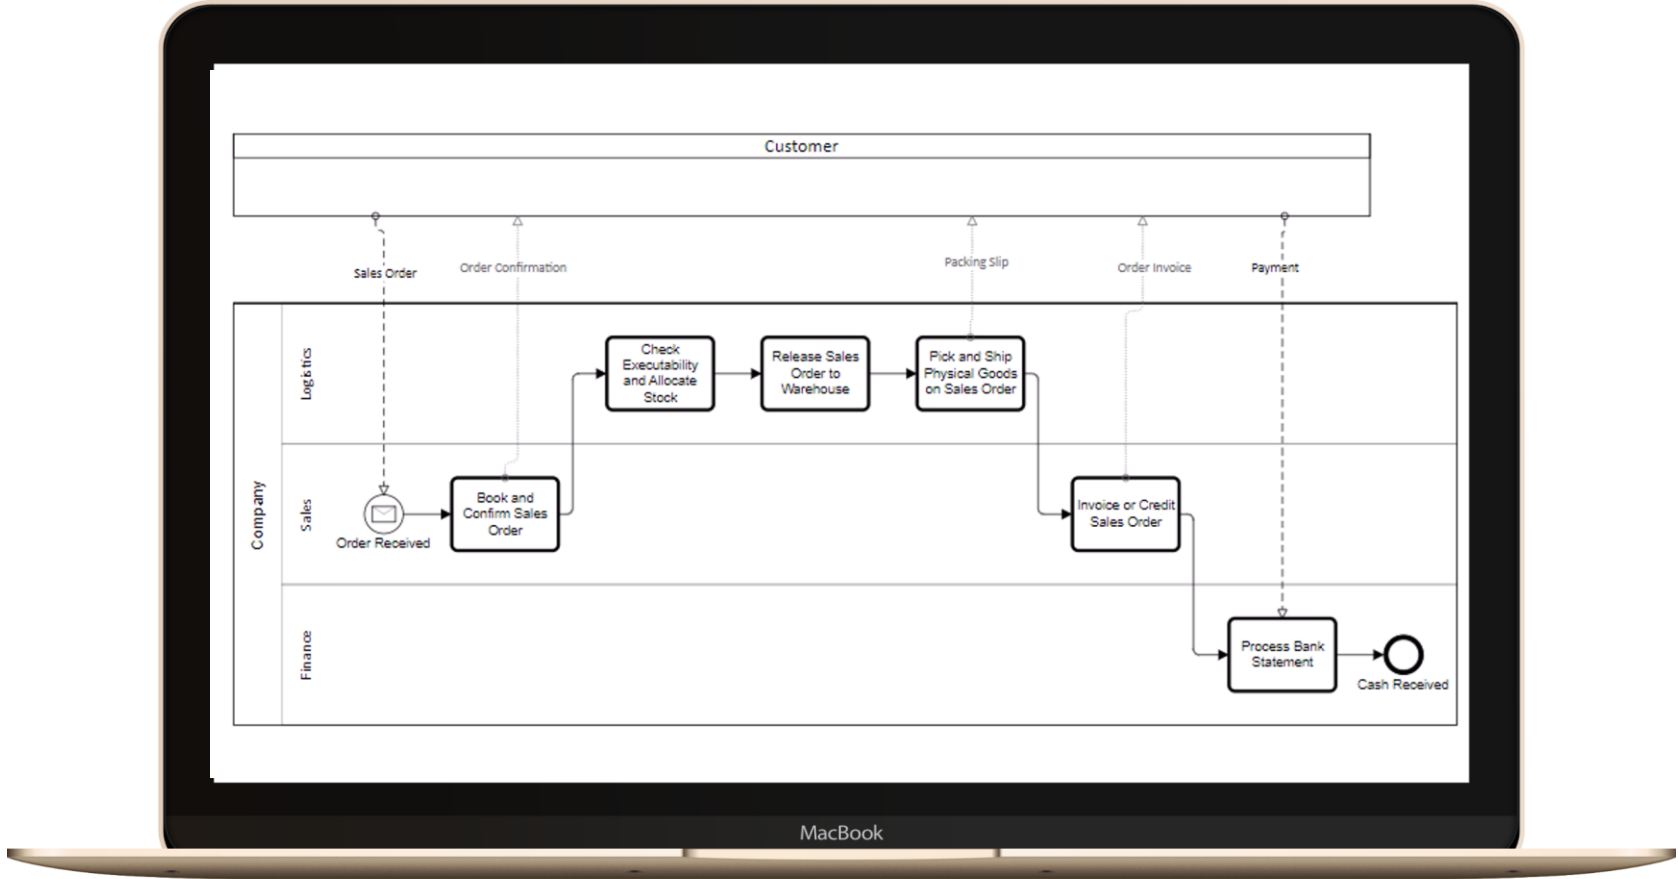 Customer
Sales Order
Order Confirmation
Packing Slip
Order Invoice
Payment
Company
Logistics
Check
Executability
and Allocate
Stock
Release Sales
Order to
Warehouse
Pick and Ship
Physical Goods
on Sales Order
Sales
Order Received
Book and
Confirm Sales
Order
Invoice or Credit
Sales Order
Finance
Process Bank
Statement
Cash Received
MacBook